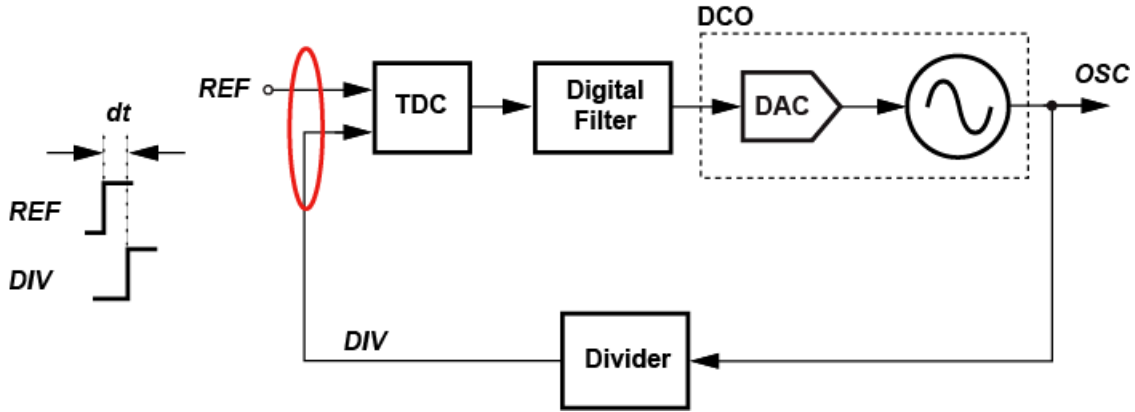 DCO
REF
TDC
Digital
Filter
DAC
OSC
dt
REF
DIV
DIV
Divider